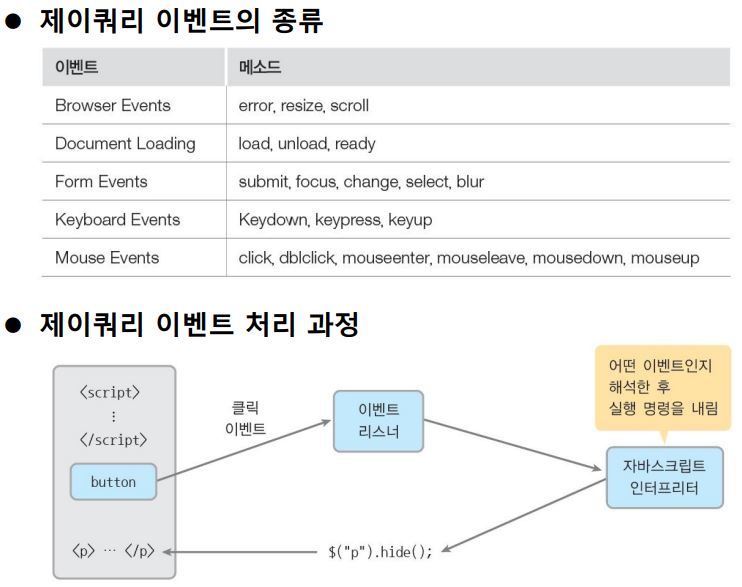 ● 제이쿼리 이벤트의 종류
이벤트 메소드
Browser Events error, resize, scroll
Document Loading load, unload, ready
Form Events submit, focus, change, select, blur
Keyboard Events Keydown, keypress, keyup
Mouse Events click, dblclick, mouseenter, mouseleave, mousedown, mouseup
● 제이쿼리 이벤트 처리 과정
<script>
⋮
</script>
button
<p> … </p>
클릭
이벤트
이벤트
리스너
어떤 이벤트인지
해석한 후
실행 명령을 내림
자바스크립트
인터프리터
$("p").hide();